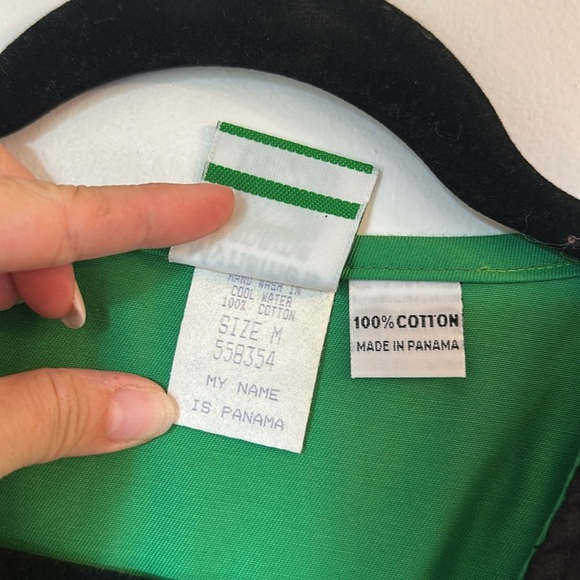 HAND WASH IN
COOL WATER
100% COTTON
SIZE M
558354
MY NAME
IS PANAMA
100% COTTON
MADE IN PANAMA